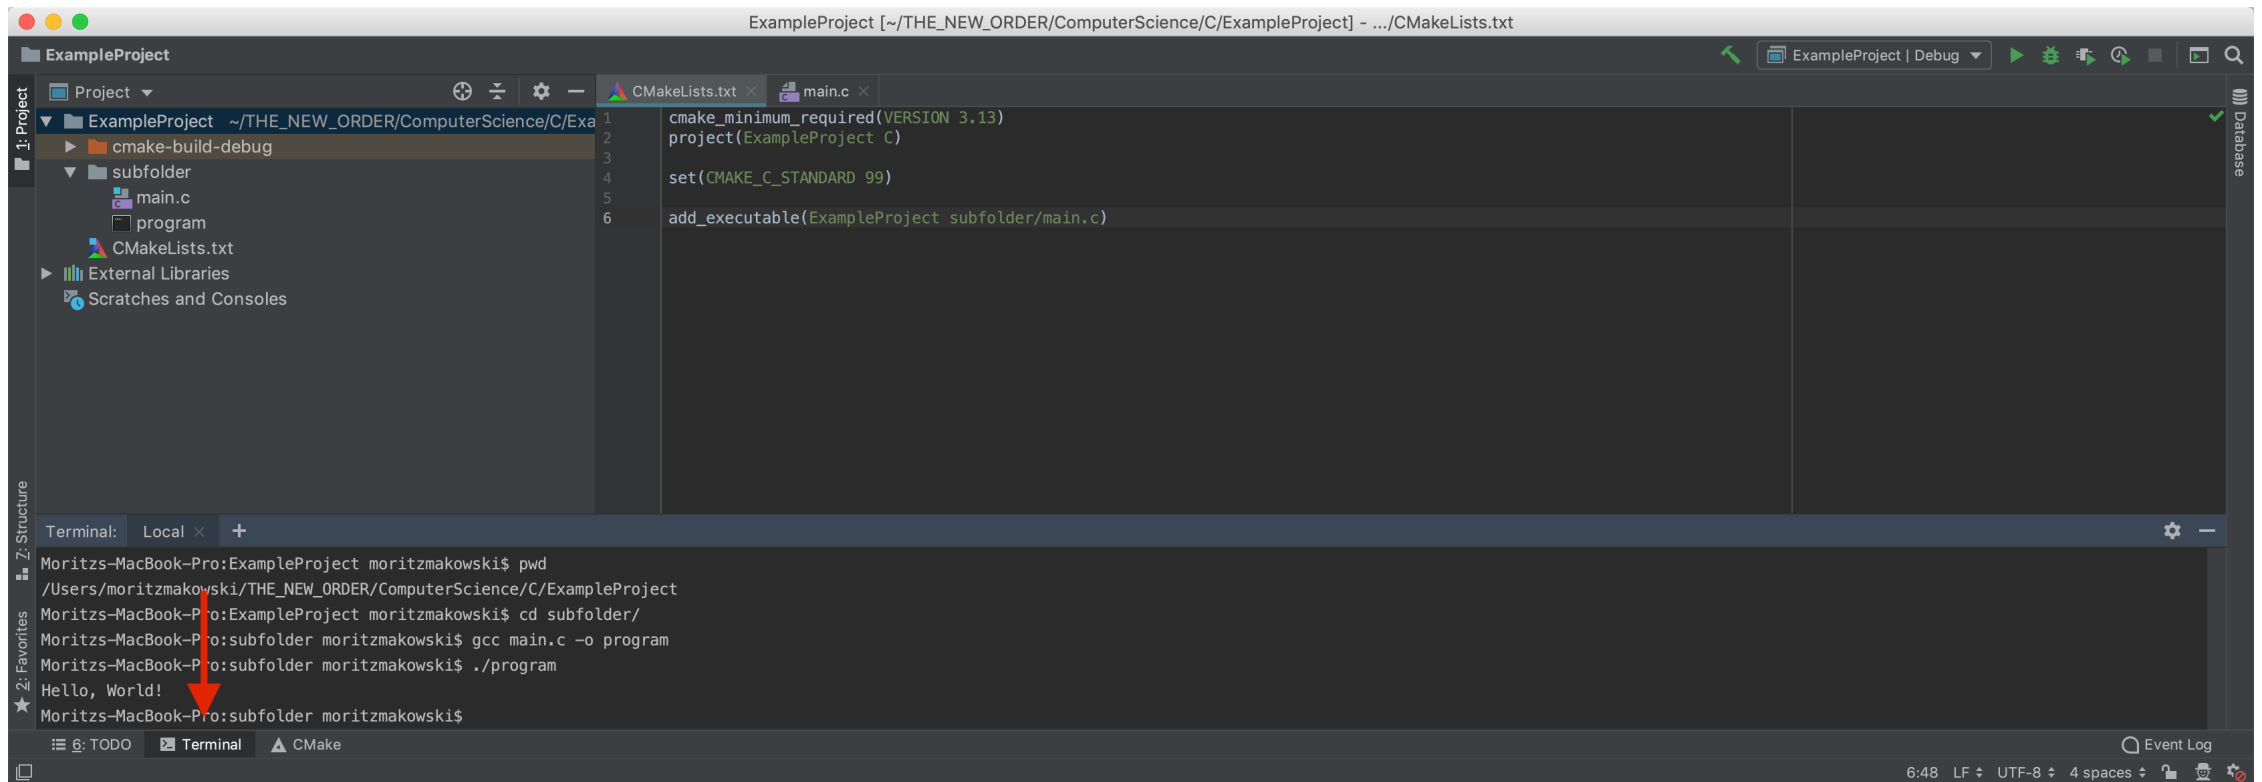 ExampleProject [~/THE_NEW_ORDER/ComputerScience/C/ExampleProject] - .../CMakeLists.txt
ExampleProject
ExampleProject | Debug
1: Project
Project
CMakeLists.txt
main.c
Database
ExampleProject ~/THE_NEW_ORDER/ComputerScience/C/Exa
cmake-build-debug
subfolder
main.c
program
CMakeLists.txt
External Libraries
Scratches and Consoles
1 cmake_minimum_required(VERSION 3.13)
2 project(ExampleProject C)
3
4 set(CMAKE_C_STANDARD 99)
5
6 add_executable(ExampleProject subfolder/main.c)
7: Structure
2: Favorites
Terminal: Local
Moritzs-MacBook-Pro:ExampleProject moritzmakowski$ pwd
/Users/moritzmakowski/THE_NEW_ORDER/ComputerScience/C/ExampleProject
Moritzs-MacBook-Pro:ExampleProject moritzmakowski$ cd subfolder/
Moritzs-MacBook-Pro:subfolder moritzmakowski$ gcc main.c -o program
Moritzs-MacBook-Pro:subfolder moritzmakowski$ ./program
Hello, World!
Moritzs-MacBook-Pro:subfolder moritzmakowski$
6: TODO Terminal CMake Event Log
6:48 LF UTF-8 4 spaces